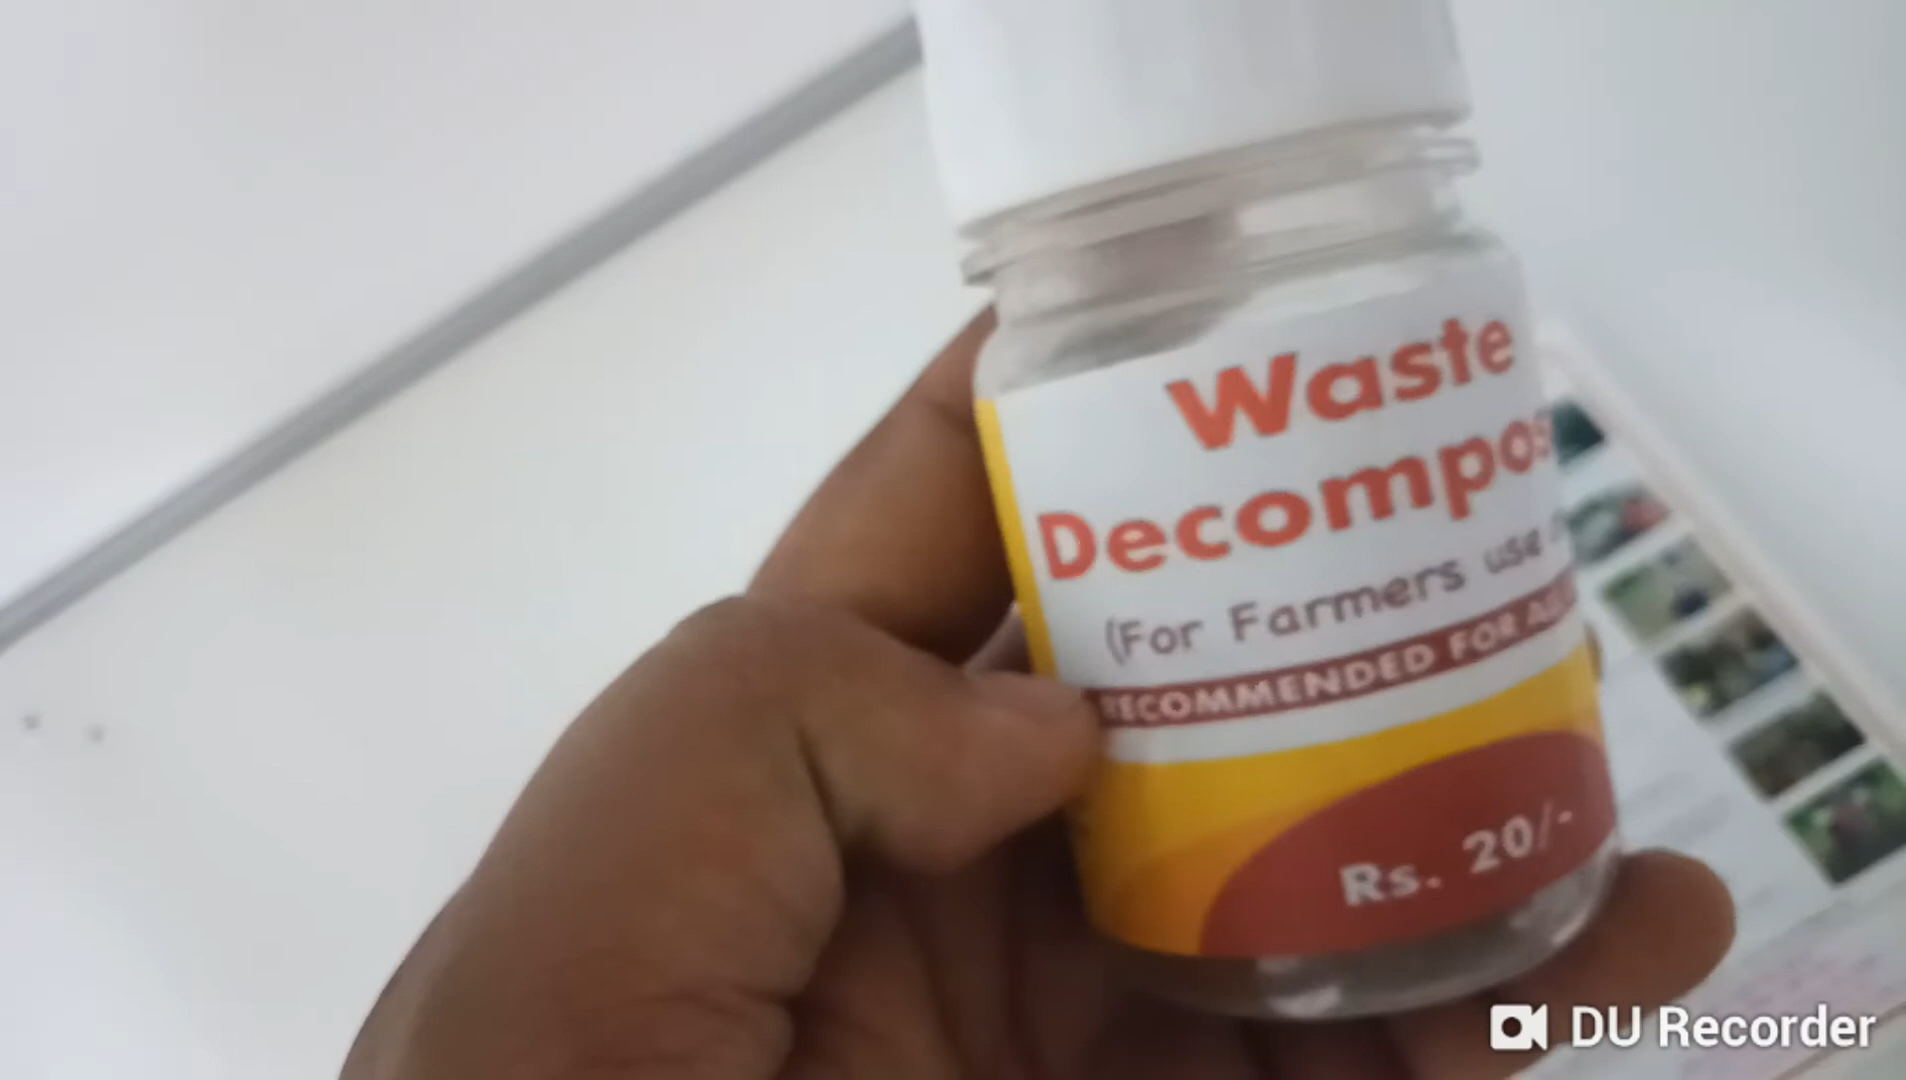 Waste
Decompos
(For Farmers use
RECOMMENDED FOR
Rs. 20/-
DU Recorder